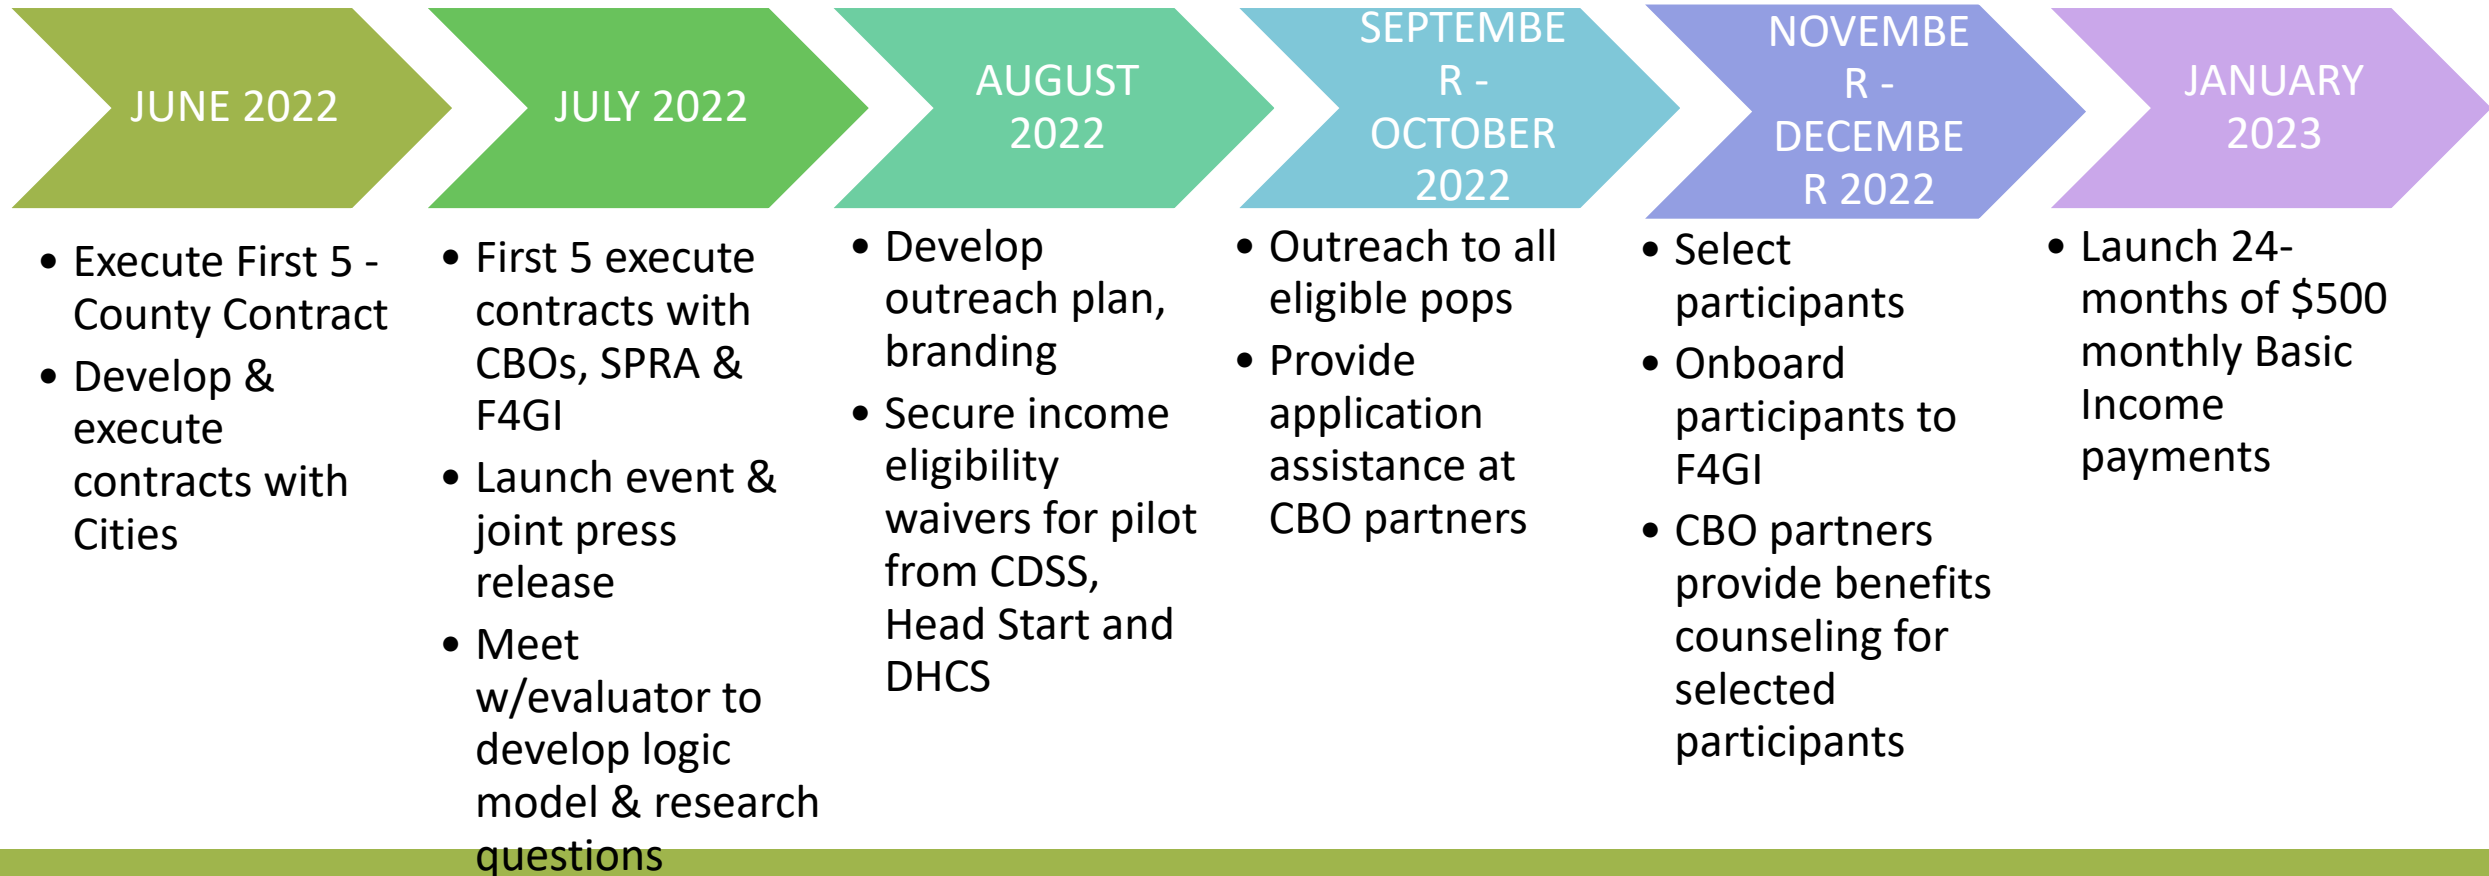 JUNE 2022
• Execute First 5 -
County Contract
• Develop &
execute
contracts with
Cities
JULY 2022
• First 5 execute
contracts with
CBOs, SPRA &
F4GI
• Launch event &
joint press
release
• Meet
w/evaluator to
develop logic
model & research
questions
AUGUST
2022
• Develop
outreach plan,
branding
• Secure income
eligibility
waivers for pilot
from CDSS,
Head Start and
DHCS
SEPTEMBE
R -
OCTOBER
2022
• Outreach to all
eligible pops
• Provide
application
assistance at
CBO partners
NOVEMBE
R -
DECEMBE
R 2022
• Select
participants
• Onboard
participants to
F4GI
• CBO partners
provide benefits
counseling for
selected
participants
JANUARY
2023
• Launch 24-
months of $500
monthly Basic
Income
payments